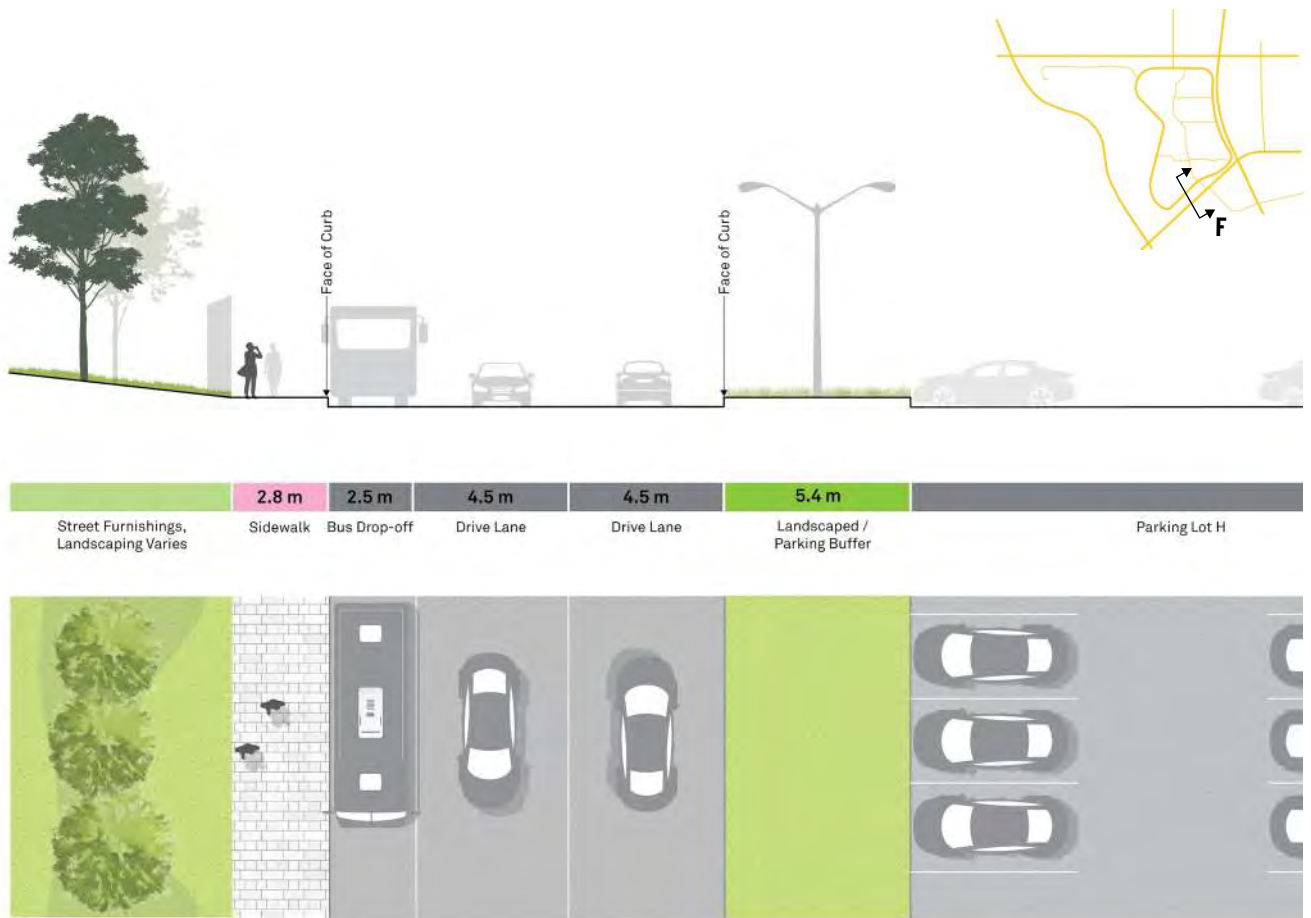 F
Face of Curb
Face of Curb
2.8 m
2.5 m
4.5 m
4.5 m
5.4 m
Street Furnishings,
Landscaping Varies
Sidewalk
Bus Drop-off
Drive Lane
Drive Lane
Landscaped /
Parking Buffer
Parking Lot H